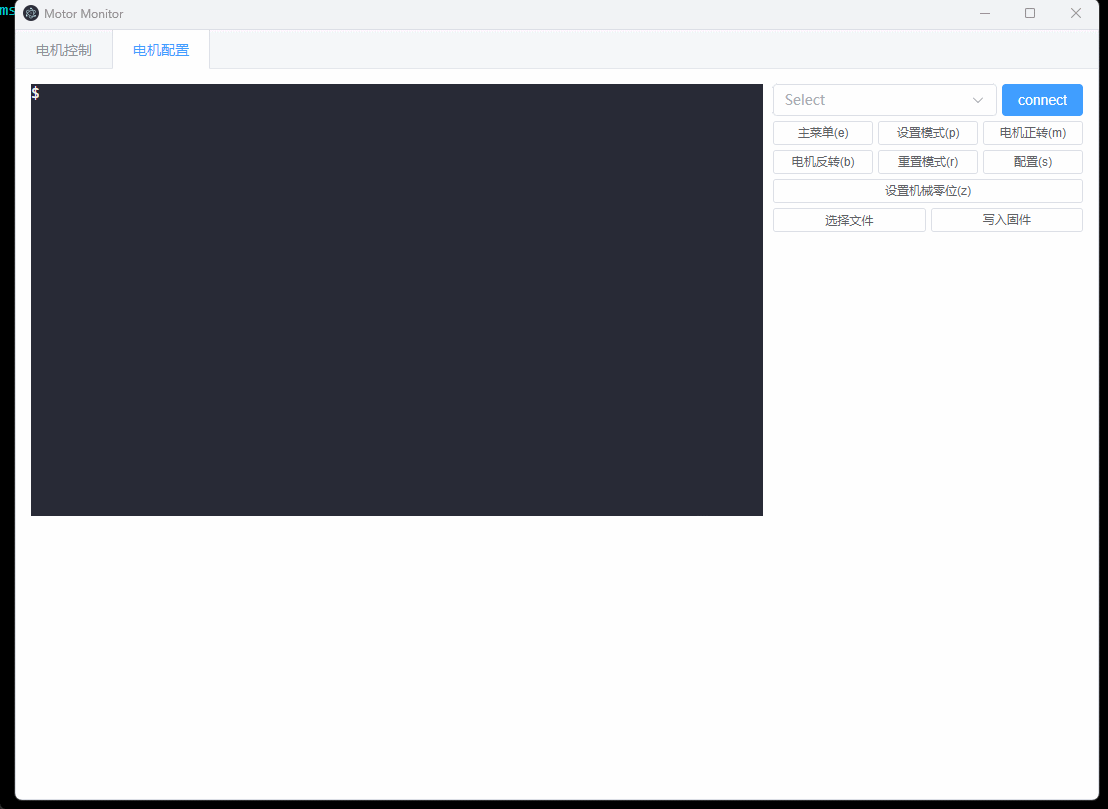 ms
Motor Monitor
电机控制 电机配置
$
Select connect
主菜单(e) 设置模式(p) 电机正转(m)
电机反转(b) 重置模式(r) 配置(s)
设置机械零位(z)
选择文件 写入固件